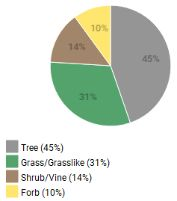 10%
45%
14%
31%
Tree (45%)
Grass/Grasslike (31%)
Shrub/Vine (14%)
Forb (10%)